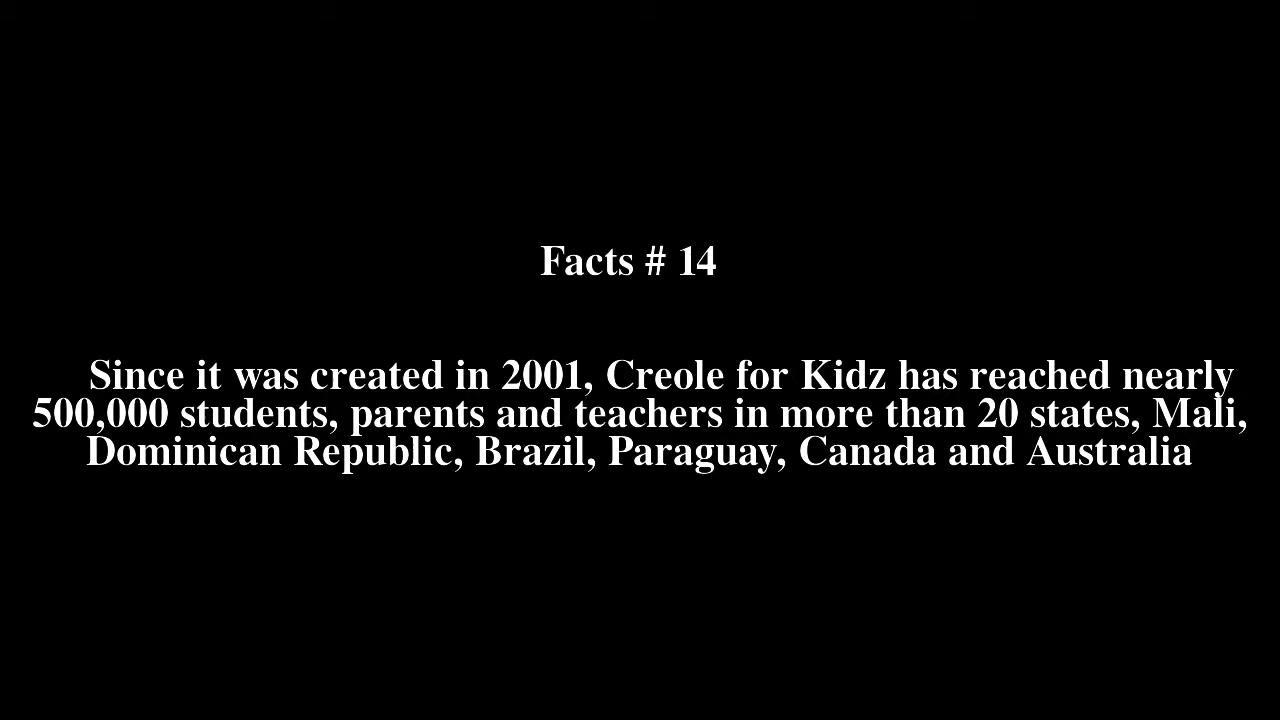 Facts # 14
Since it was created in 2001, Creole for Kidz has reached nearly
500,000 students, parents and teachers in more than 20 states, Mali,
Dominican Republic, Brazil, Paraguay, Canada and Australia